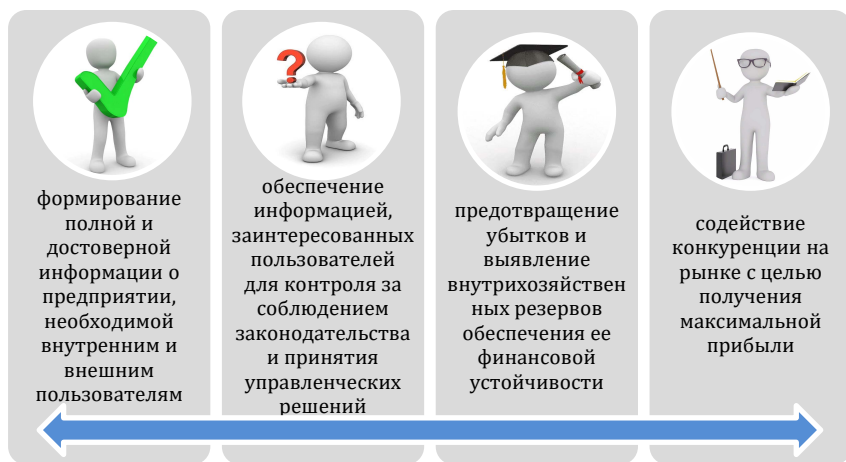 формирование
полной и
достоверной
информации о
предприятии,
необходимой
внутренним и
внешним
пользователям
обеспечение
информацией,
заинтересованных
пользователей
для контроля за
соблюдением
законодательства
и принятия
управленческих
решений
предотвращение
убытков и
выявление
внутрихозяйствен
ных резервов
обеспечения ее
финансовой
устойчивости
содействие
конкуренции на
рынке с целью
получения
максимальной
прибыли